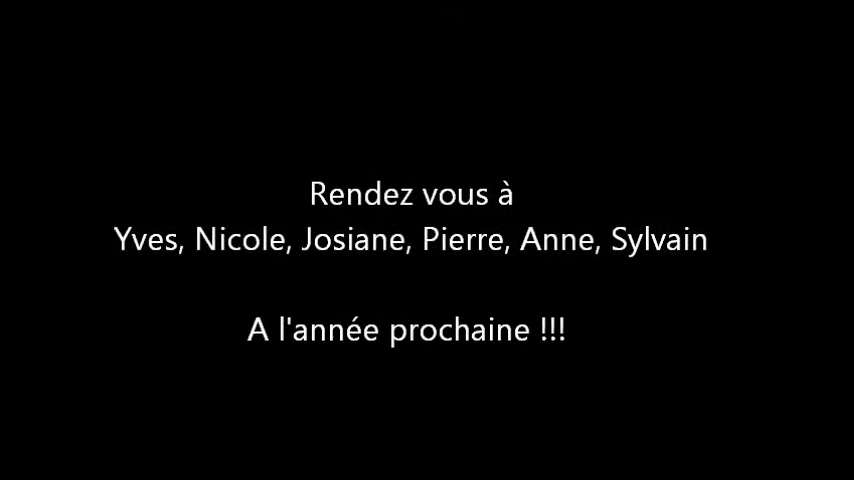 Rendez vous à
Yves, Nicole, Josiane, Pierre, Anne, Sylvain
A l'année prochaine !!!